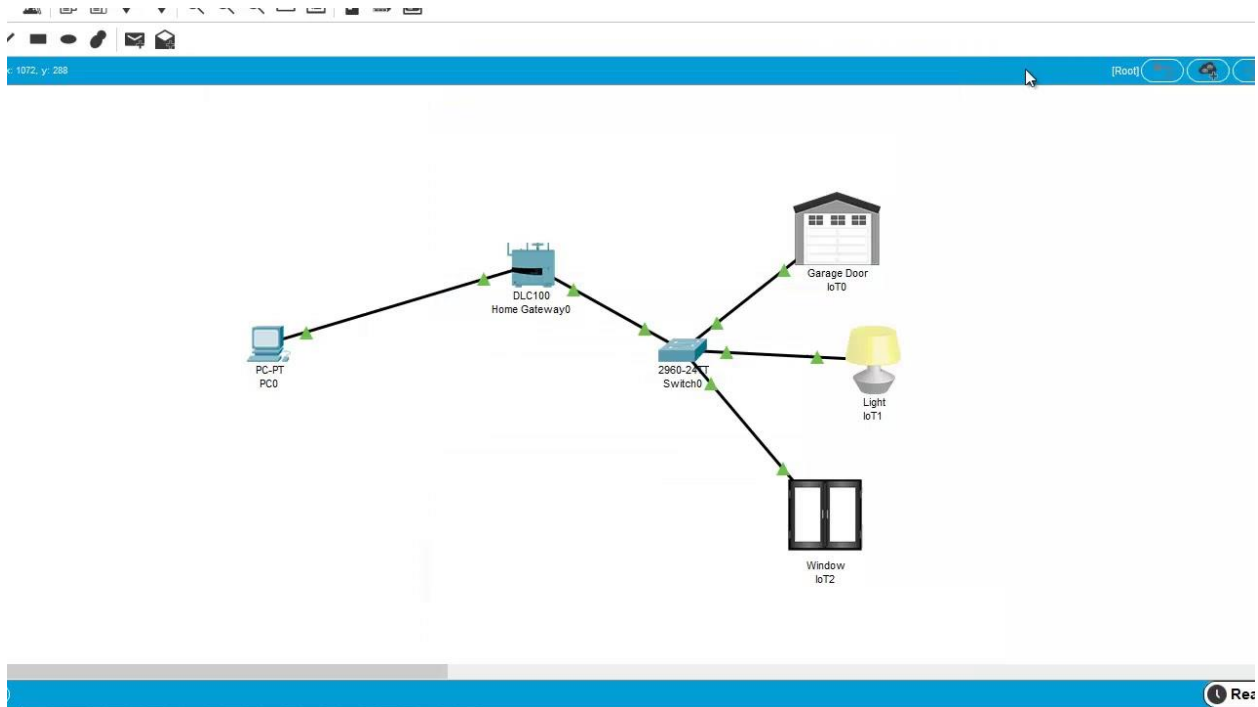 x: 1072, y: 288
[Root]
Garage Door
IoT0
DLC100
Home Gateway0
PC-PT
PC0
2960-24TT
Switch0
Light
IoT1
Window
IoT2